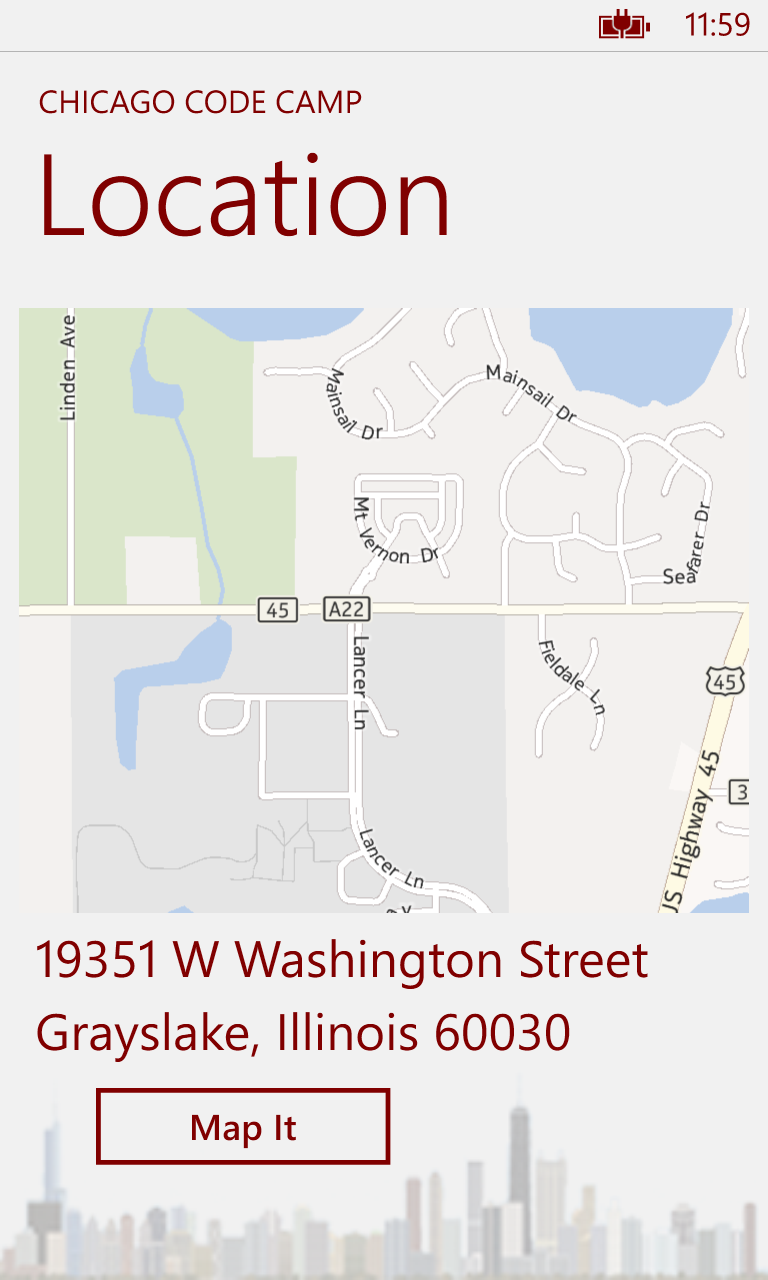 11:59
CHICAGO CODE CAMP
Location
Linden Ave
Mainsail Dr
Mainsail Dr
Mt Vernon Dr
Seafarer Dr
45
A22
Lancer Ln
Fieldale Ln
45
US Highway 45
3
Lancer Ln
19351 W Washington Street
Grayslake, Illinois 60030
Map It